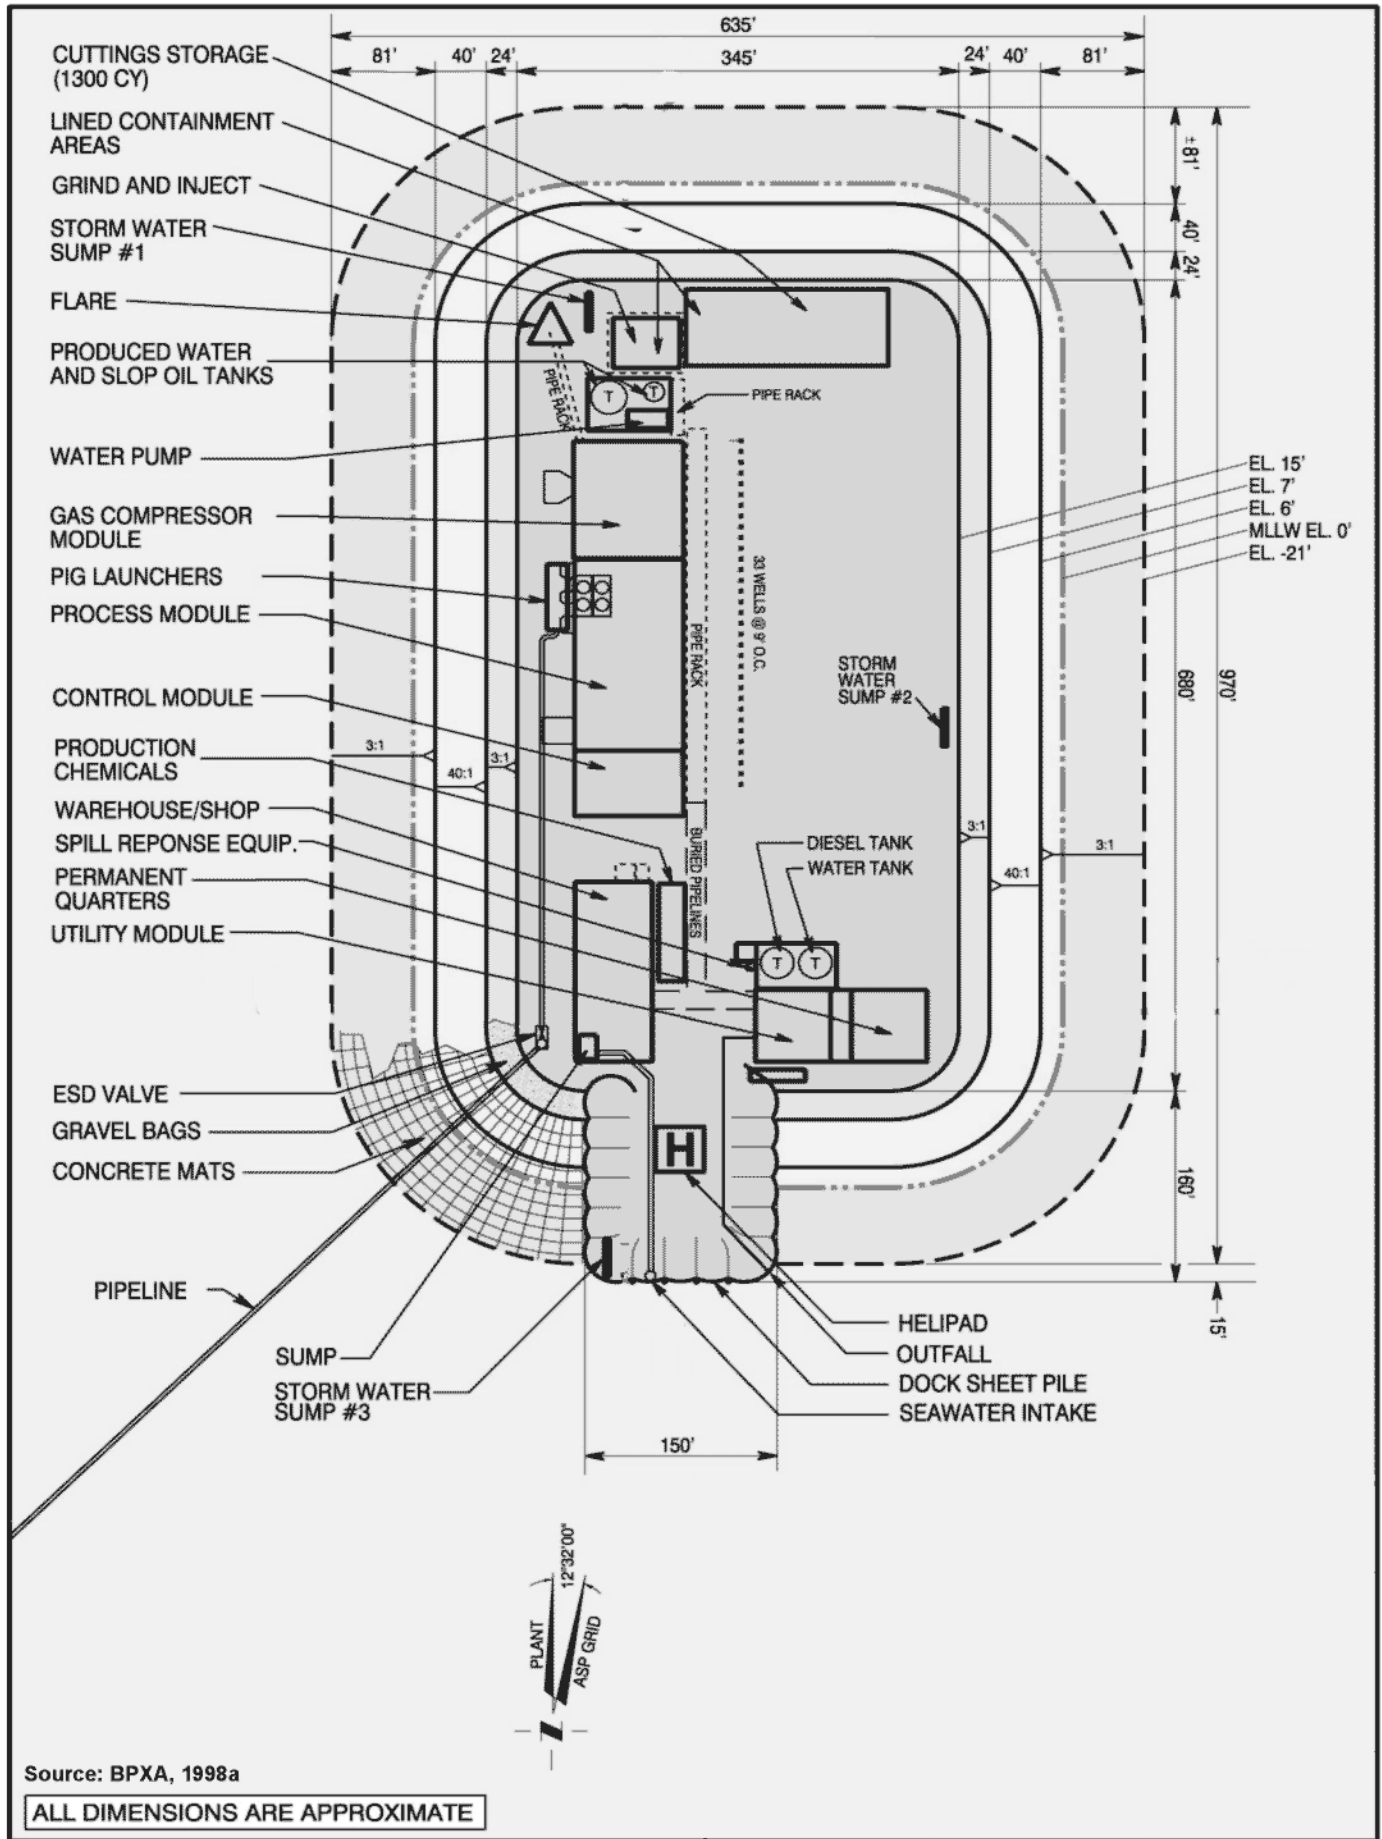 635'
81'
40'
24'
345'
24'
40'
81'
CUTTINGS STORAGE
(1300 CY)
LINED CONTAINMENT
AREAS
GRIND AND INJECT
STORM WATER
SUMP #1
FLARE
PRODUCED WATER
AND SLOP OIL TANKS
WATER PUMP
GAS COMPRESSOR
MODULE
PIG LAUNCHERS
PROCESS MODULE
CONTROL MODULE
PRODUCTION
CHEMICALS
WAREHOUSE/SHOP
SPILL REPONSE EQUIP.
PERMANENT
QUARTERS
UTILITY MODULE
ESD VALVE
GRAVEL BAGS
CONCRETE MATS
PIPELINE
SUMP
STORM WATER
SUMP #3
PIPE RACK
T
T
PIPE RACK
33 WELLS @ 9' O.C.
PIPE RACK
BURIED PIPELINES
STORM
WATER
SUMP #2
DIESEL TANK
WATER TANK
T
T
3:1
40:1
3:1
3:1
40:1
3:1
±81'
40'
24'
680'
970'
160'
15'
EL. 15'
EL. 7'
EL. 6'
MLLW EL. 0'
EL. -21'
H
HELIPAD
OUTFALL
DOCK SHEET PILE
SEAWATER INTAKE
150'
12°32'00"
PLANT
ASP GRID
Source: BPXA, 1998a
ALL DIMENSIONS ARE APPROXIMATE